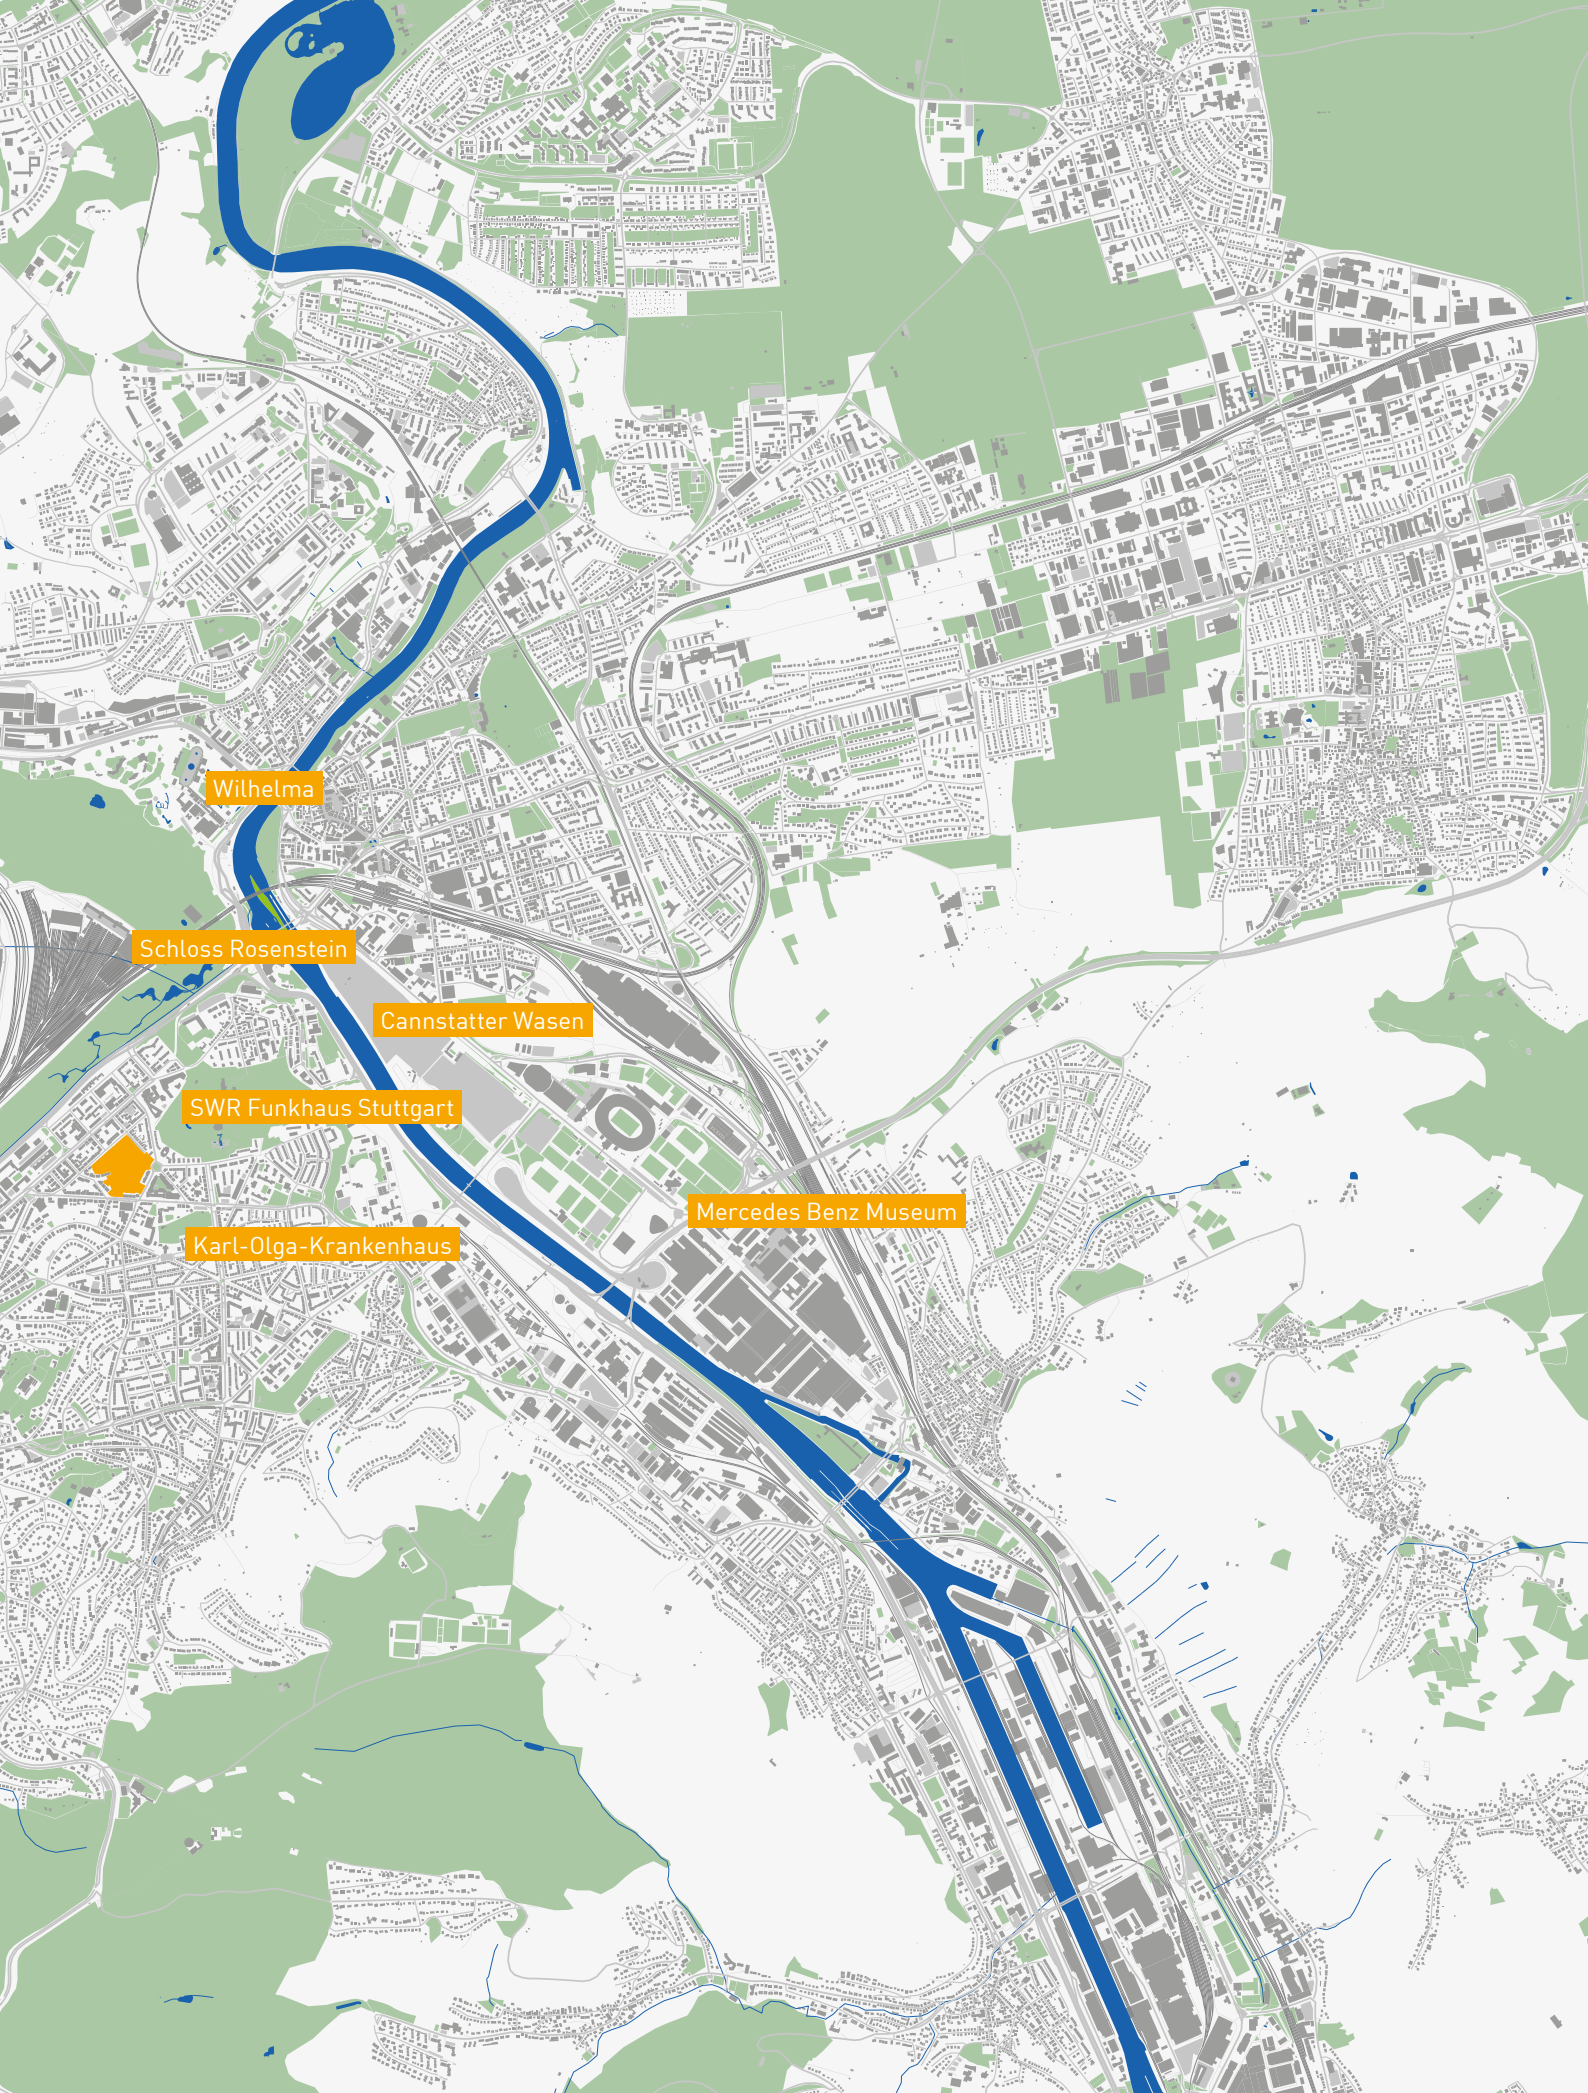 Wilhelma
Schloss Rosenstein
Cannstatter Wasen
SWR Funkhaus Stuttgart
Mercedes Benz Museum
Karl-Olga-Krankenhaus